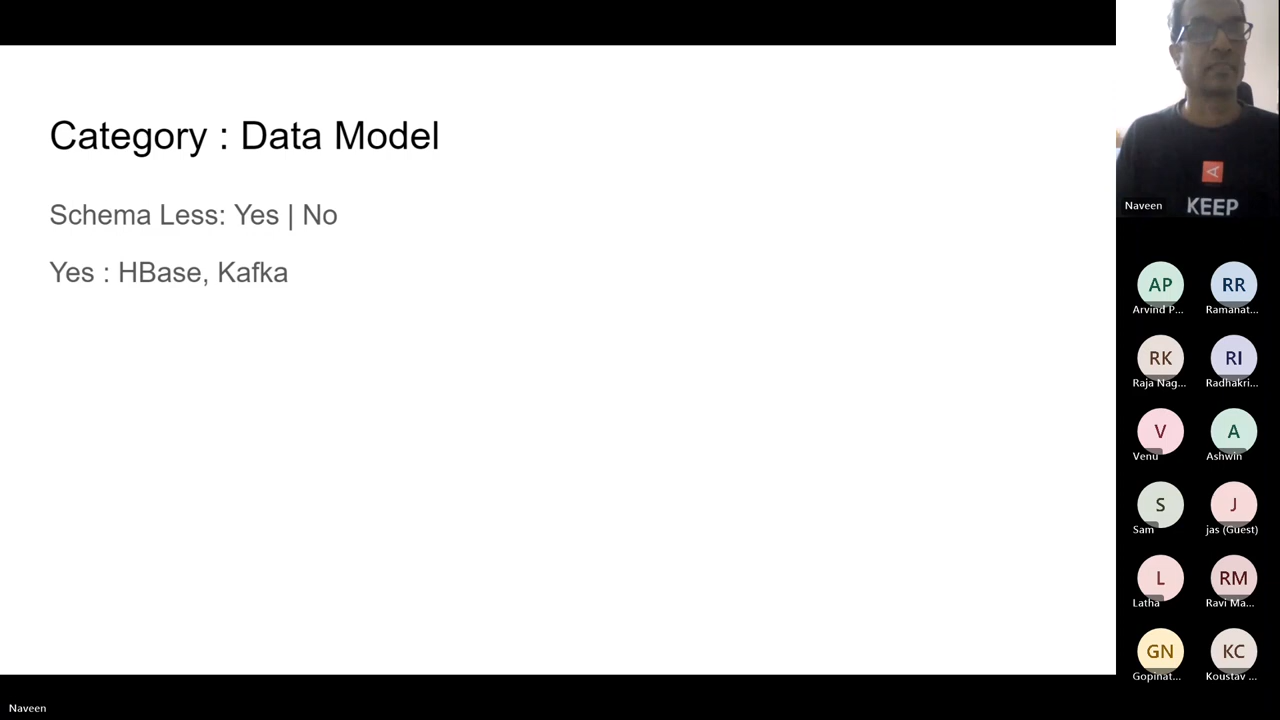 Category : Data Model
Schema Less: Yes | No
Yes : HBase, Kafka
KEEP
Naveen
AP
RR
Arvind P...
Ramanat...
RK
RI
Raja Nag...
Radhakri...
V
A
Venu
Ashwin
S
J
Sam
jas (Guest)
L
RM
Latha
Ravi Ma...
GN
KC
Gopinat...
Koustav ...
Naveen